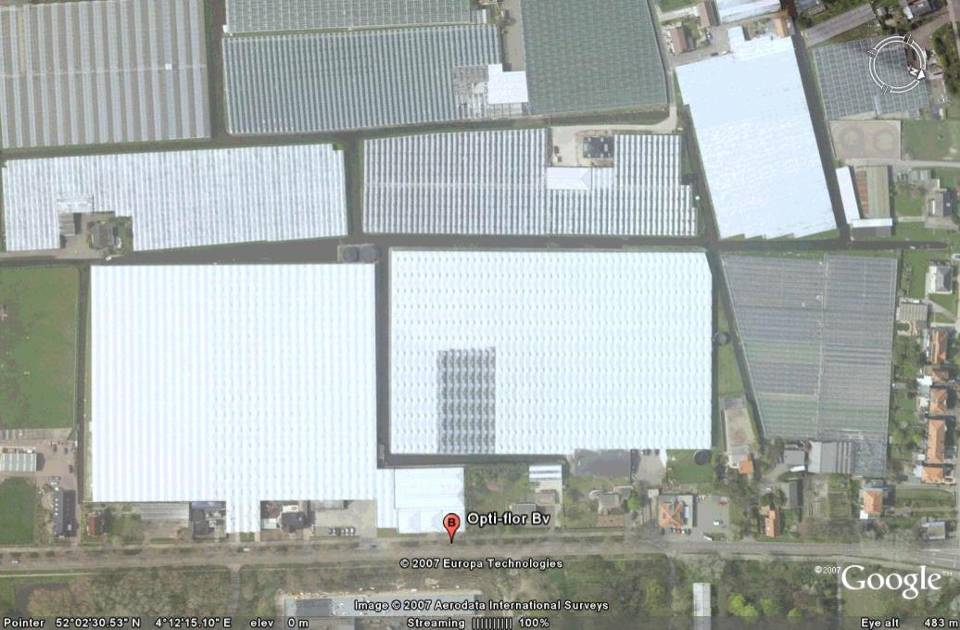 N
B Opti-flor Bv
© 2007 Europa Technologies
© 2007 Google™
Image © 2007 Aerodata International Surveys
Pointer 52°02'30.53" N 4°12'15.10" E elev 0 m Streaming |||||||||| 100% Eye alt 483 m